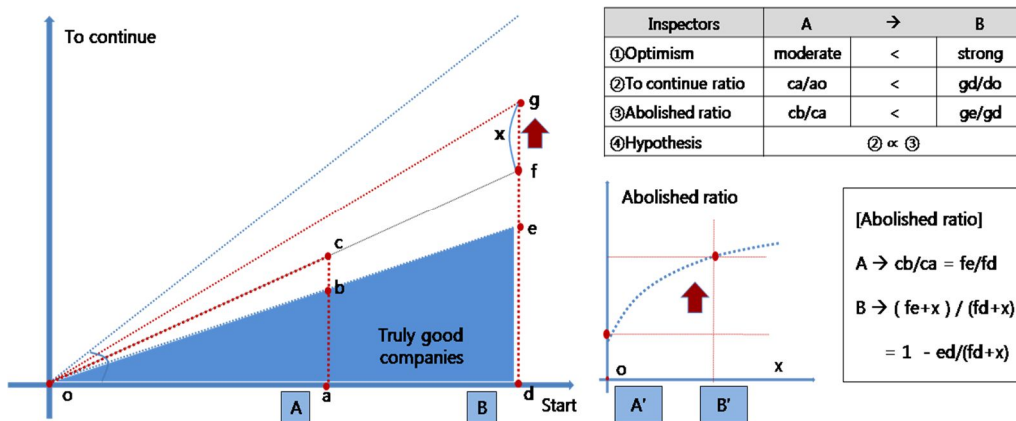 To continue
g
x
f
e
c
b
Truly good
companies
o
a
d
Start
A
B
Inspectors A → B
①Optimism moderate < strong
②To continue ratio ca/ao < gd/do
③Abolished ratio cb/ca < ge/gd
④Hypothesis ② ∝ ③
Abolished ratio
o
x
A'
B'
[Abolished ratio]
A → cb/ca = fe/fd
B → ( fe+x ) / (fd+x)
= 1 - ed/(fd+x)